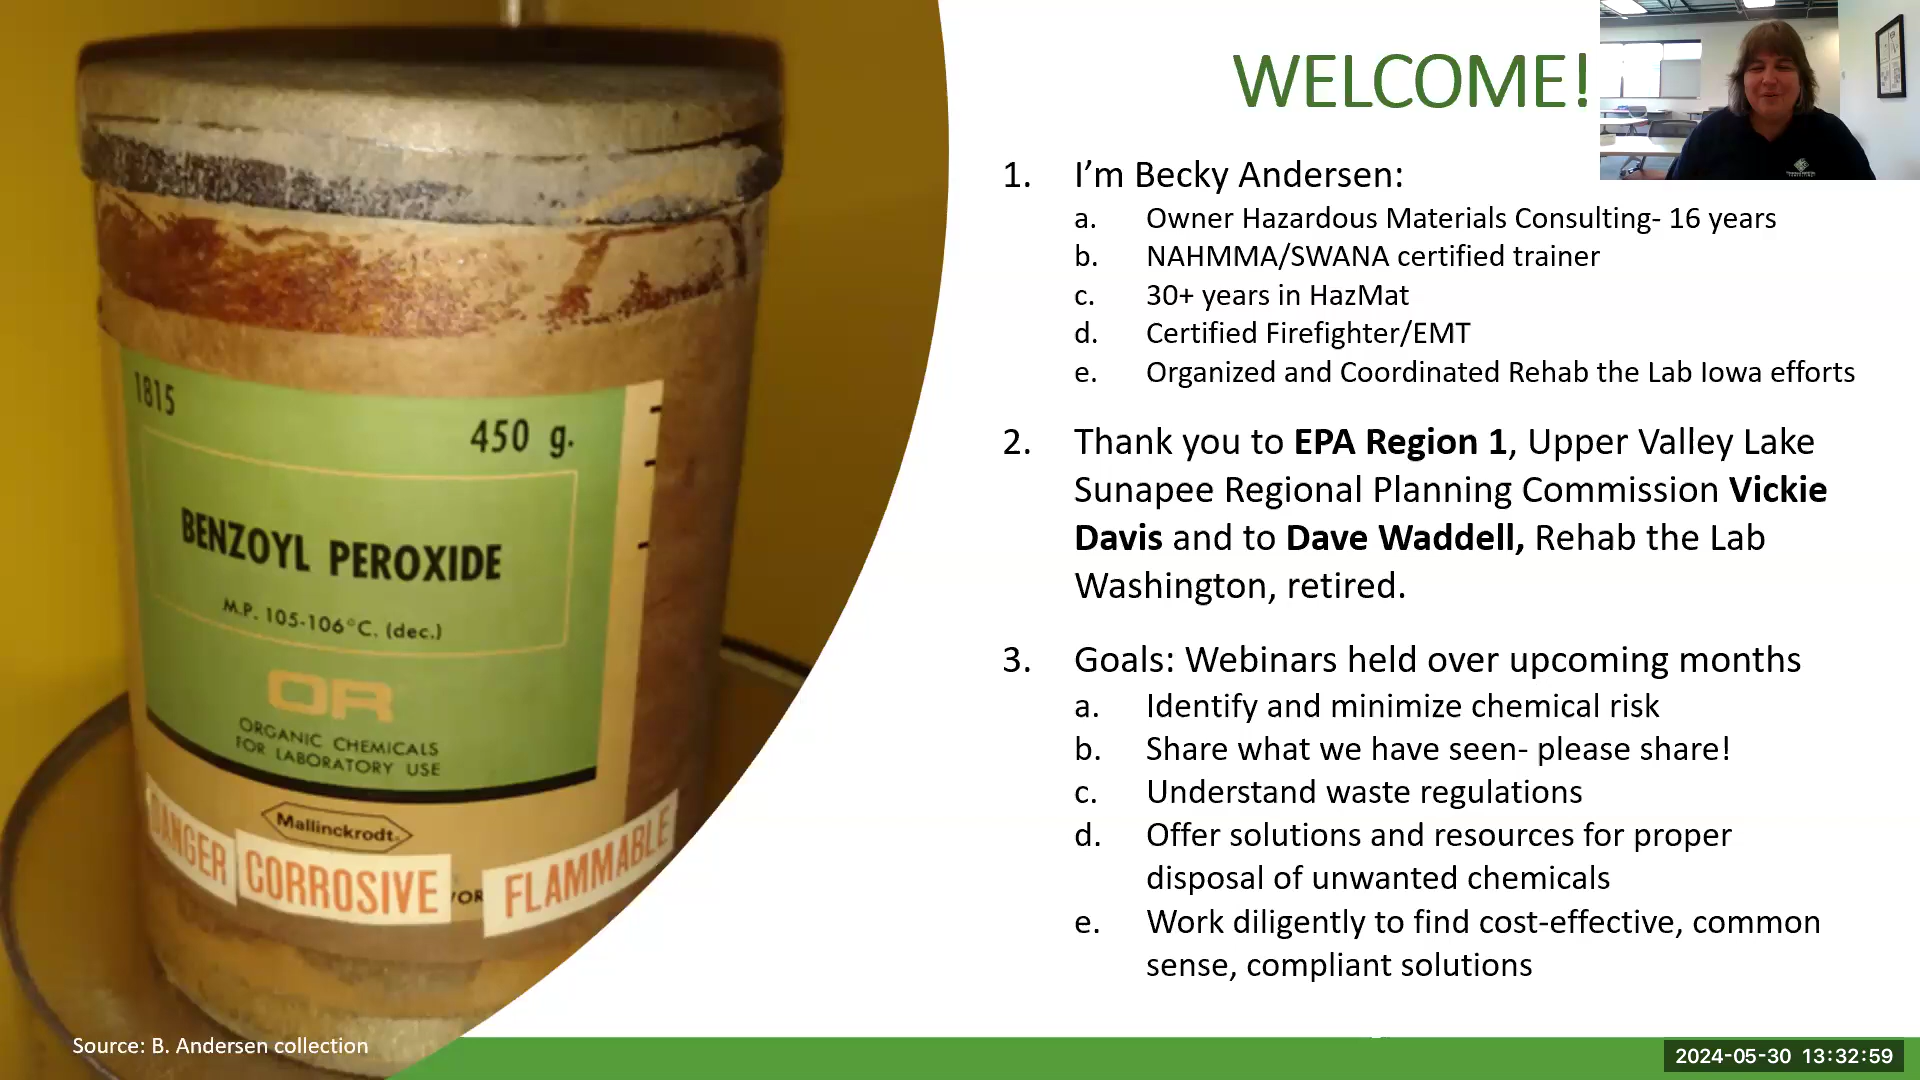 WELCOME!
1. I’m Becky Andersen:
a. Owner Hazardous Materials Consulting- 16 years
b. NAHMMA/SWANA certified trainer
c. 30+ years in HazMat
d. Certified Firefighter/EMT
e. Organized and Coordinated Rehab the Lab Iowa efforts
2. Thank you to EPA Region 1, Upper Valley Lake
Sunapee Regional Planning Commission Vickie
Davis and to Dave Waddell, Rehab the Lab
Washington, retired.
3. Goals: Webinars held over upcoming months
a. Identify and minimize chemical risk
b. Share what we have seen- please share!
c. Understand waste regulations
d. Offer solutions and resources for proper
disposal of unwanted chemicals
e. Work diligently to find cost-effective, common
sense, compliant solutions
1815
450 g.
BENZOYL PEROXIDE
M.P. 105-106°C. (dec.)
OR
ORGANIC CHEMICALS
FOR LABORATORY USE
Mallinckrodt
DANGER CORROSIVE FLAMMABLE
Source: B. Andersen collection
2024-05-30 13:32:59